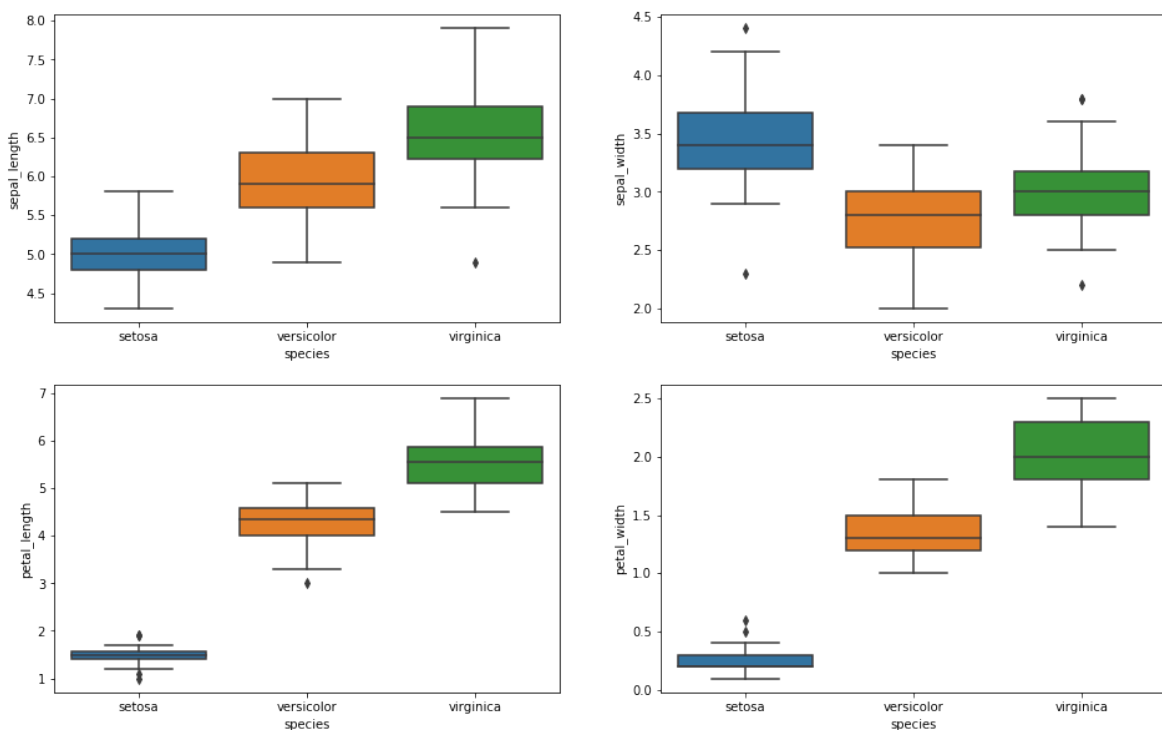 sepal_length
8.0
7.5
7.0
6.5
6.0
5.5
5.0
4.5
setosa versicolor virginica
species
sepal_width
4.5
4.0
3.5
3.0
2.5
2.0
setosa versicolor virginica
species
petal_length
7
6
5
4
3
2
1
setosa versicolor virginica
species
petal_width
2.5
2.0
1.5
1.0
0.5
0.0
setosa versicolor virginica
species